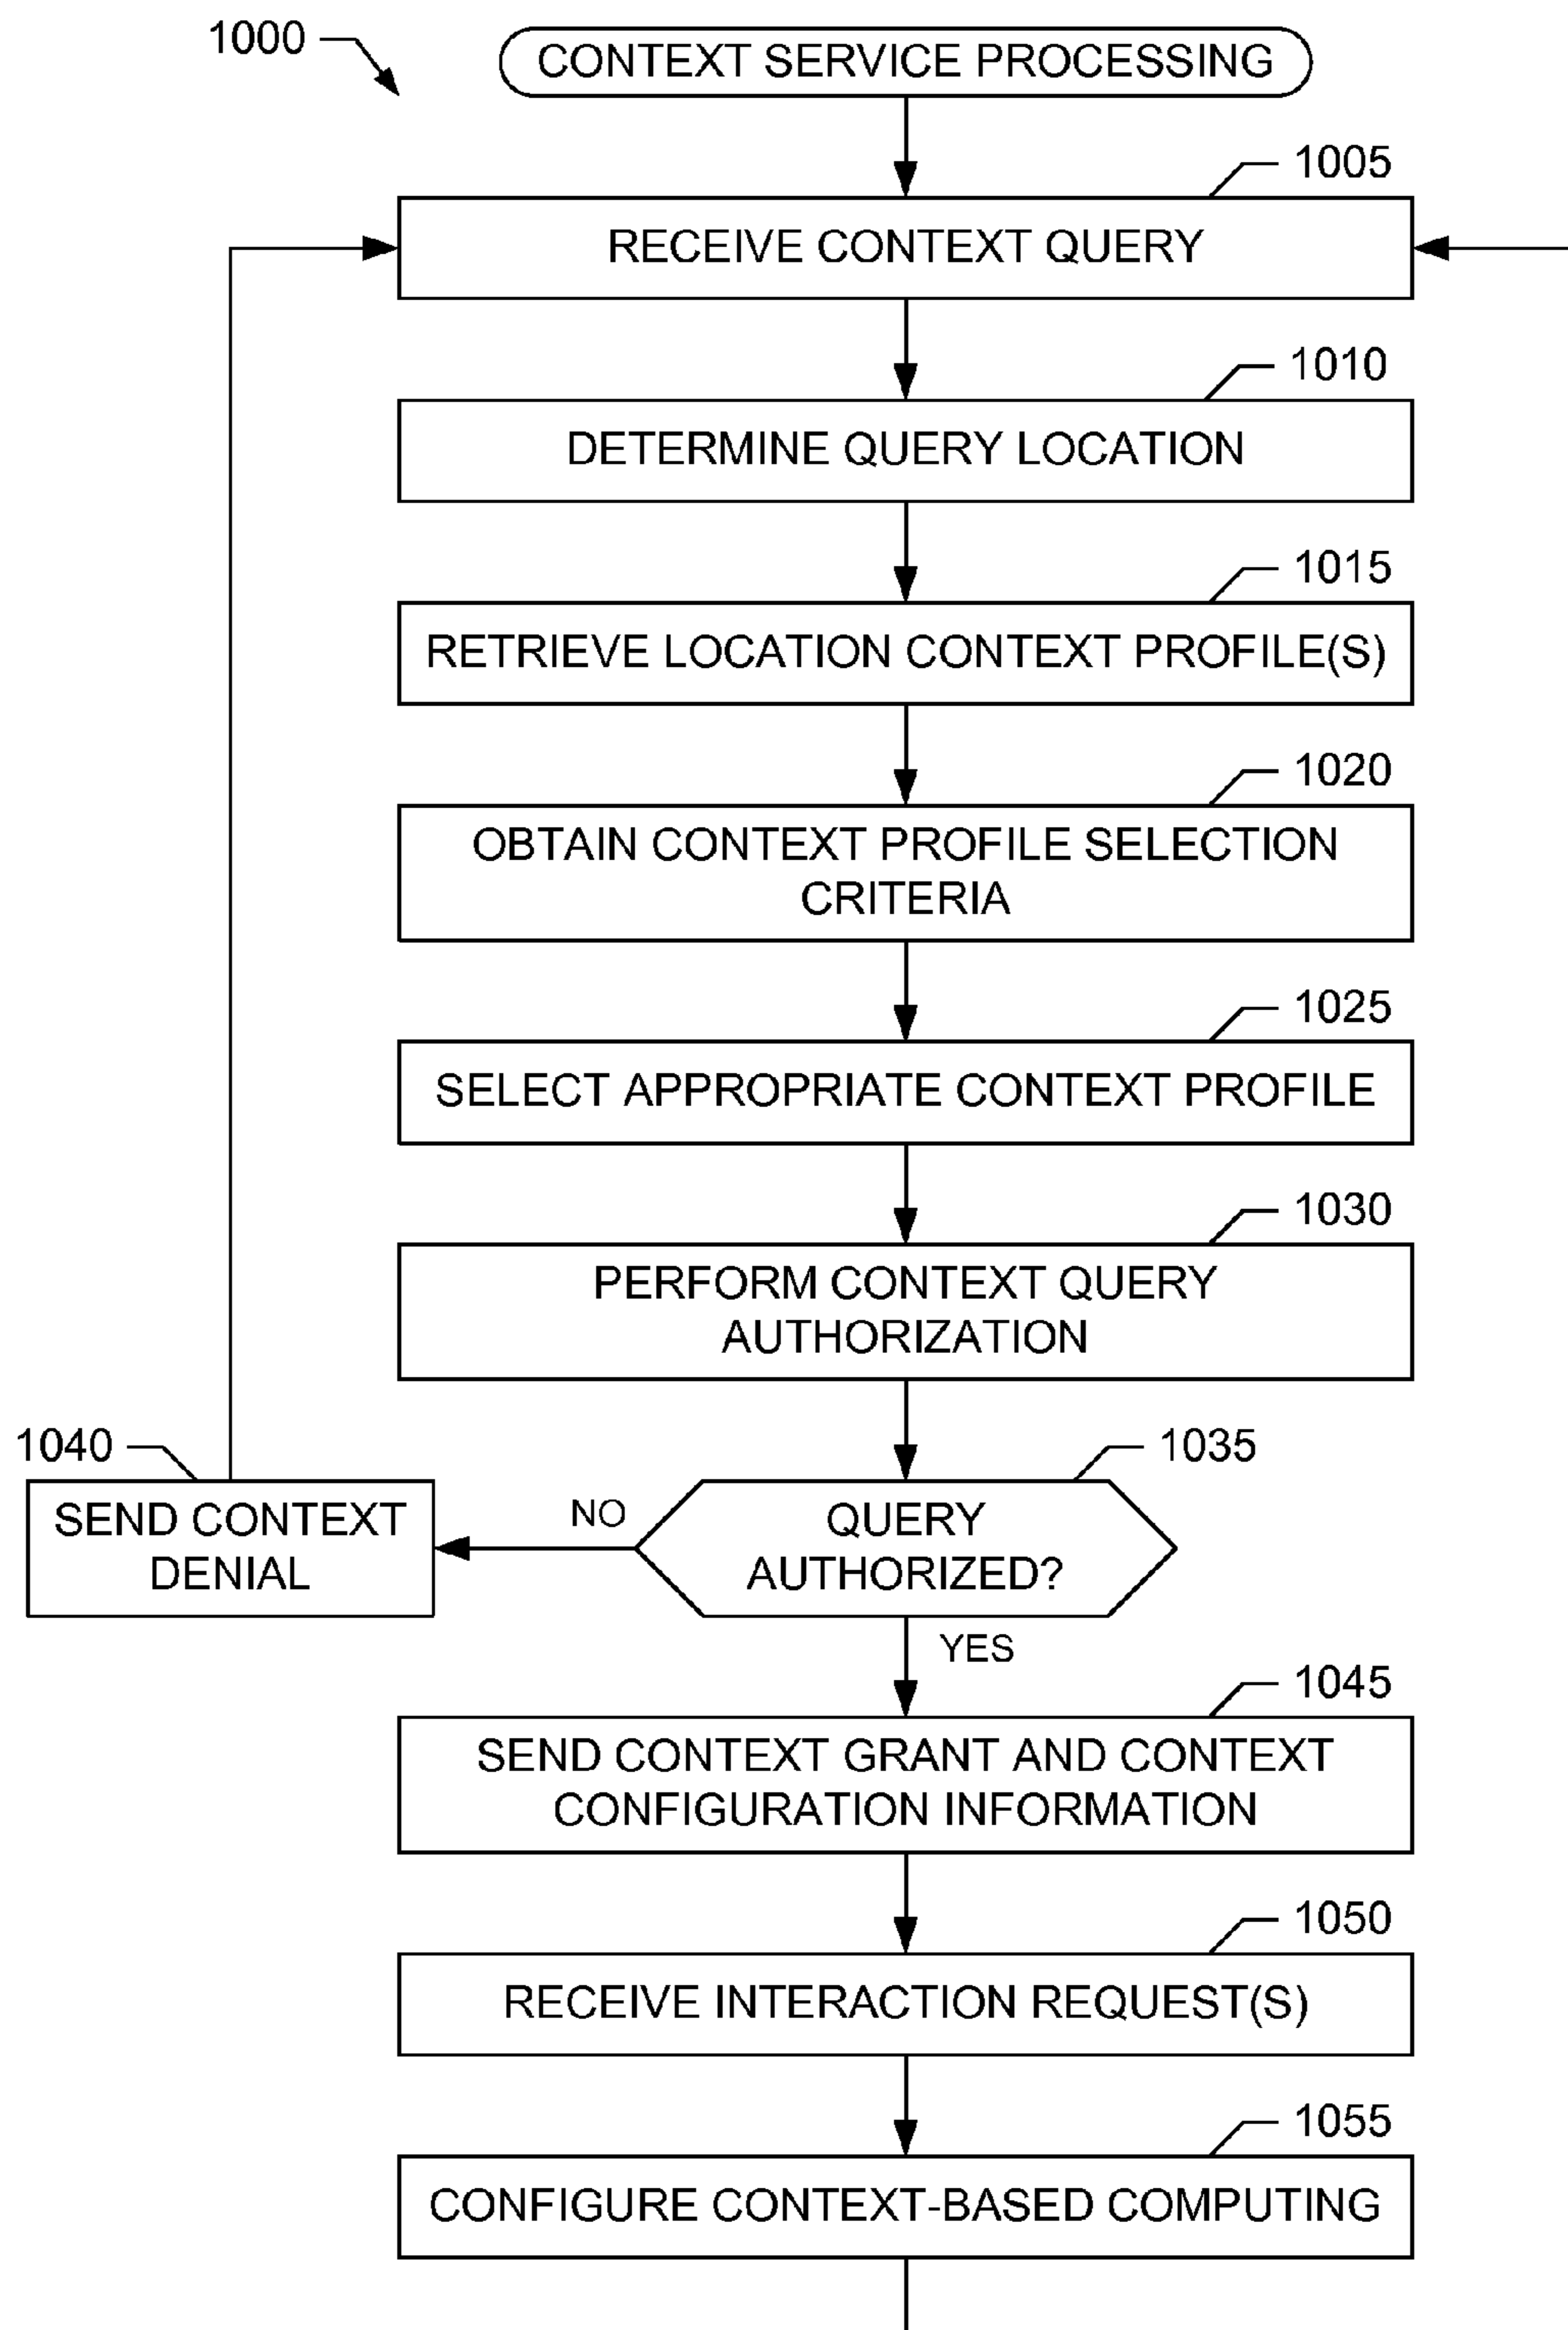 1000
CONTEXT SERVICE PROCESSING
1005
RECEIVE CONTEXT QUERY
1010
DETERMINE QUERY LOCATION
1015
RETRIEVE LOCATION CONTEXT PROFILE(S)
1020
OBTAIN CONTEXT PROFILE SELECTION
CRITERIA
1025
SELECT APPROPRIATE CONTEXT PROFILE
1030
PERFORM CONTEXT QUERY
AUTHORIZATION
1040
SEND CONTEXT
DENIAL
NO
1035
QUERY
AUTHORIZED?
YES
1045
SEND CONTEXT GRANT AND CONTEXT
CONFIGURATION INFORMATION
1050
RECEIVE INTERACTION REQUEST(S)
1055
CONFIGURE CONTEXT-BASED COMPUTING